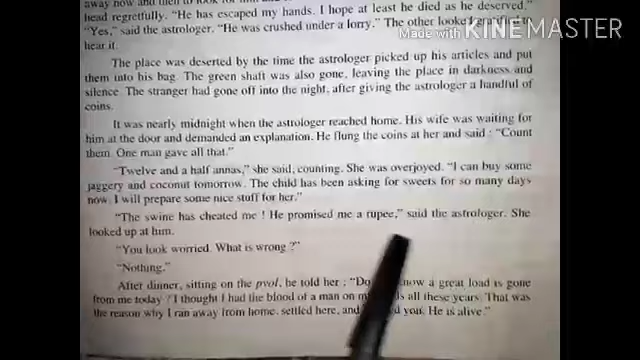 away now and then to look for him and
head regretfully. "He has escaped my hands. I hope at least he died as he deserved."
"Yes," said the astrologer. "He was crushed under a lorry." The other looked gratified to
hear it.
Made with KINEMASTER
The place was deserted by the time the astrologer picked up his articles and put
them into his bag. The green shaft was also gone, leaving the place in darkness and
silence. The stranger had gone off into the night, after giving the astrologer a handful of
coins.
It was nearly midnight when the astrologer reached home. His wife was waiting for
him at the door and demanded an explanation. He flung the coins at her and said : "Count
them. One man gave all that."
"Twelve and a half annas," she said, counting. She was overjoyed. "I can buy some
jaggery and coconut tomorrow. The child has been asking for sweets for so many days
now. I will prepare some nice stuff for her."
"The swine has cheated me ! He promised me a rupee," said the astrologer. She
looked up at him.
"You look worried. What is wrong ?"
"Nothing."
After dinner, sitting on the pyol, he told her : "Do now a great load is gone
from me today ? I thought I had the blood of a man on all these years. That was
the reason why I ran away from home, settled here, and you. He is alive."